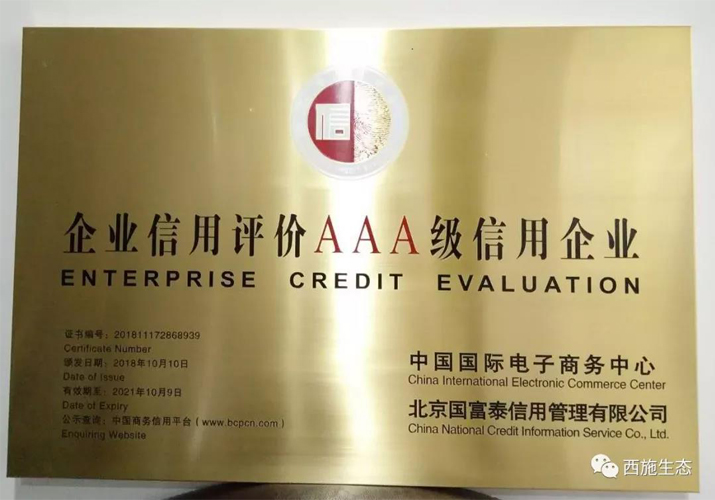 信
企业信用评价AAA级信用企业
ENTERPRISE CREDIT EVALUATION
证书编号：201811172868939
Certificate Number
颁发日期：2018年10月10日
Date of Issue
有效期至：2021年10月9日
Date of Expiry
公示查询：中国商务信用平台（www.bcpcn.com）
Enquiring Website
中国国际电子商务中心
China International Electronic Commerce Center
北京国富泰信用管理有限公司
China National Credit Information Service Co., Ltd.
西施生态